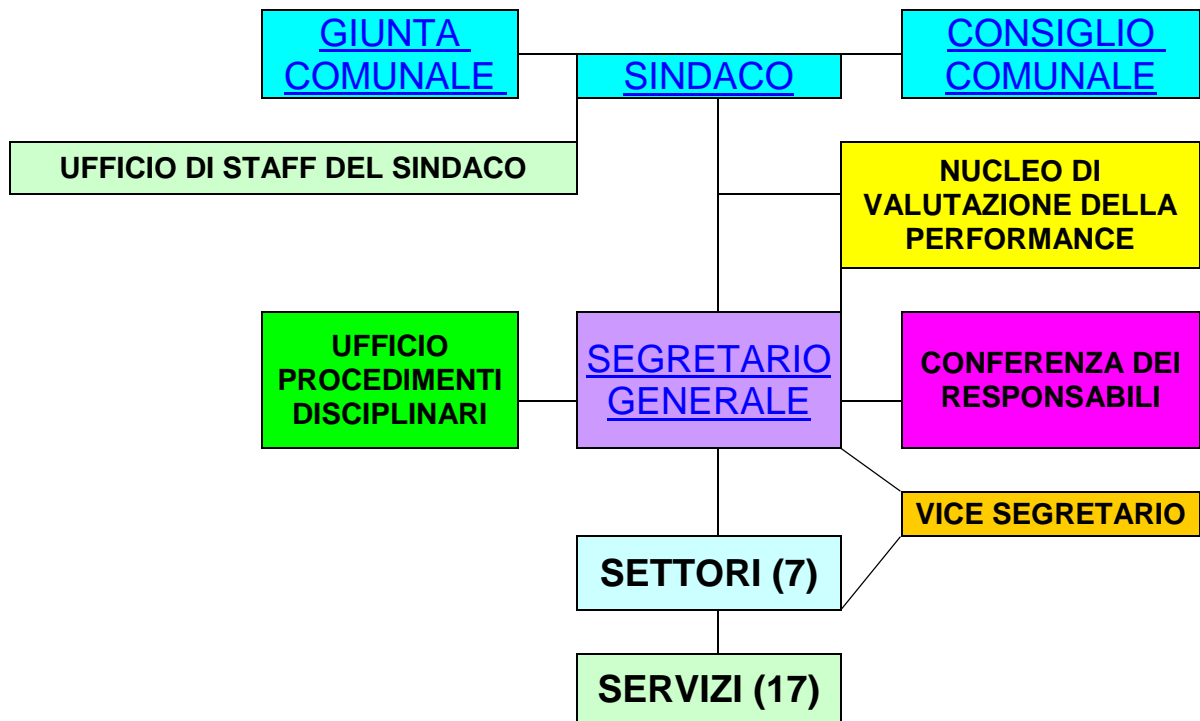 GIUNTA
COMUNALE
SINDACO
CONSIGLIO
COMUNALE
UFFICIO DI STAFF DEL SINDACO
NUCLEO DI
VALUTAZIONE DELLA
PERFORMANCE
UFFICIO
PROCEDIMENTI
DISCIPLINARI
SEGRETARIO
GENERALE
CONFERENZA DEI
RESPONSABILI
VICE SEGRETARIO
SETTORI (7)
SERVIZI (17)